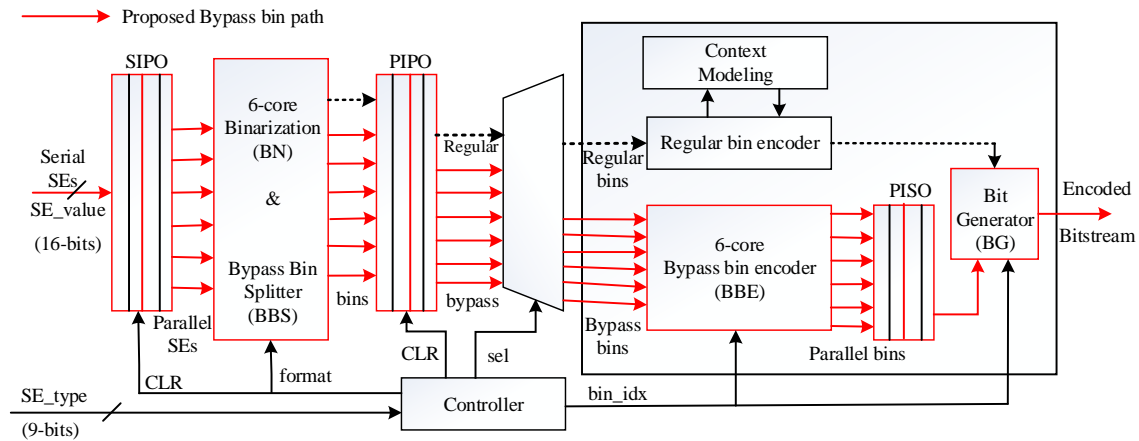 Proposed Bypass bin path
SIPO
PIPO
Context
Modeling
6-core
Binarization
(BN)
&
Bypass Bin
Splitter
(BBS)
Regular
Regular
bins
Regular bin encoder
Serial
SEs
SE_value
(16-bits)
PISO
Bit
Generator
(BG)
Encoded
Bitstream
6-core
Bypass bin encoder
(BBE)
bins
bypass
Parallel
SEs
Bypass
bins
Parallel bins
CLR
sel
CLR
format
SE_type
(9-bits)
Controller
bin_idx